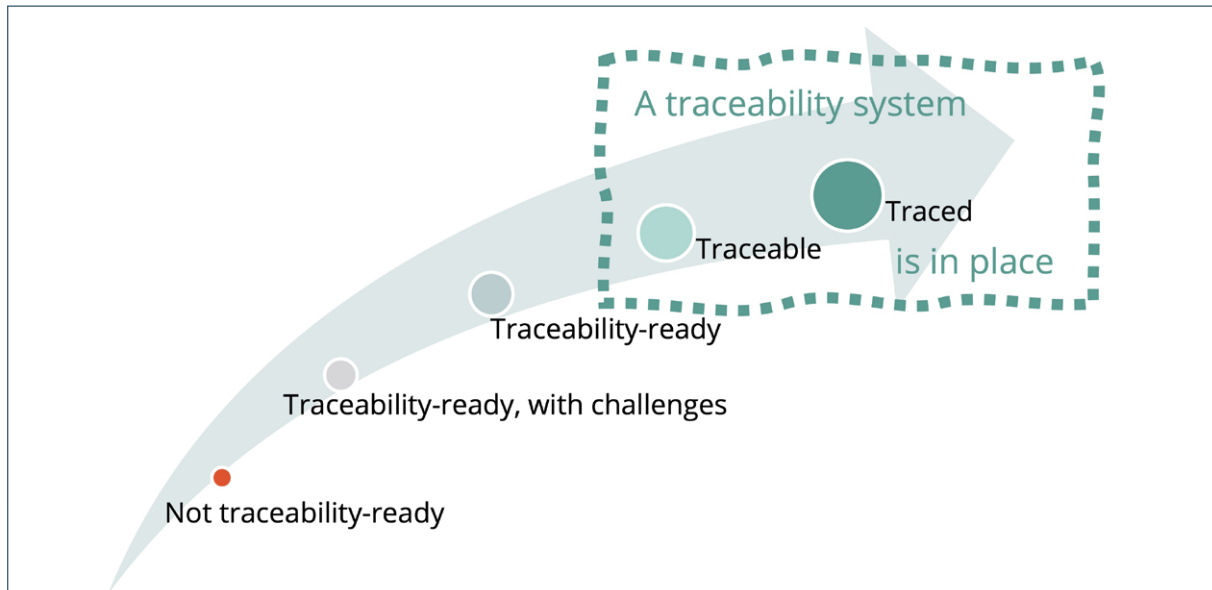 A traceability system
Traced
Traceable
is in place
Traceability-ready
Traceability-ready, with challenges
Not traceability-ready